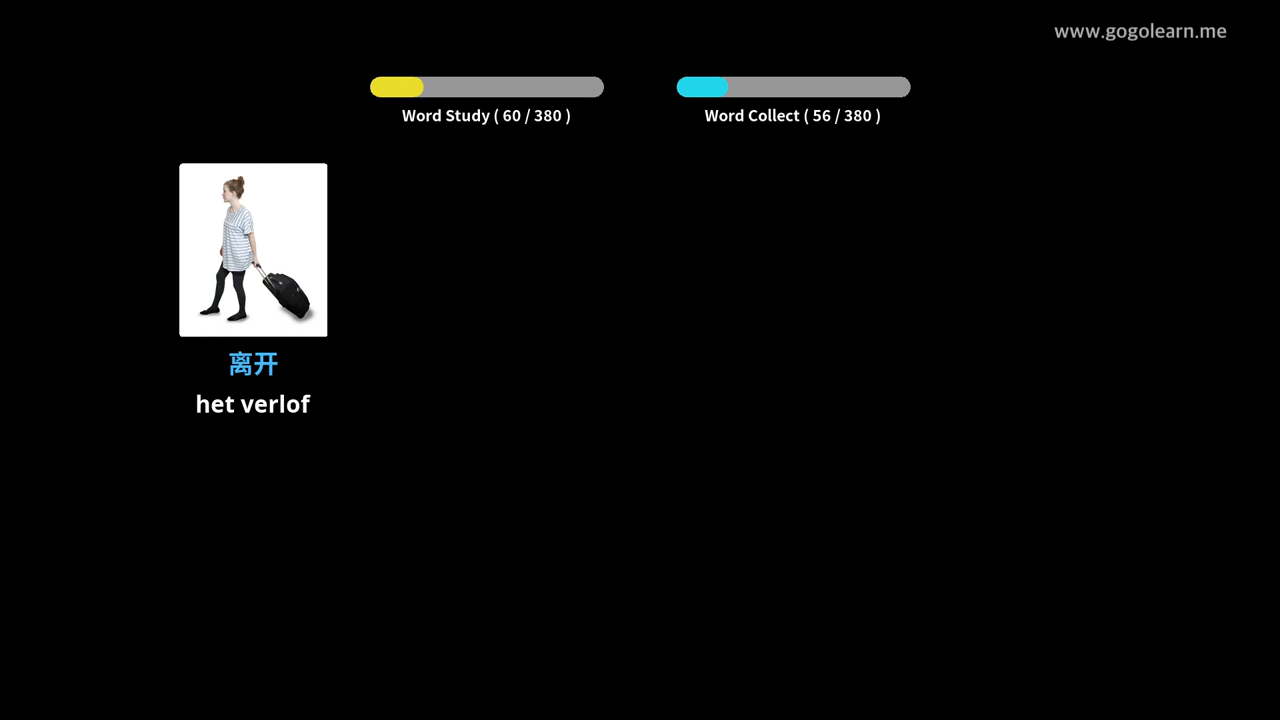 www.gogolearn.me
Word Study ( 60 / 380 )
Word Collect ( 56 / 380 )
离开
het verlof